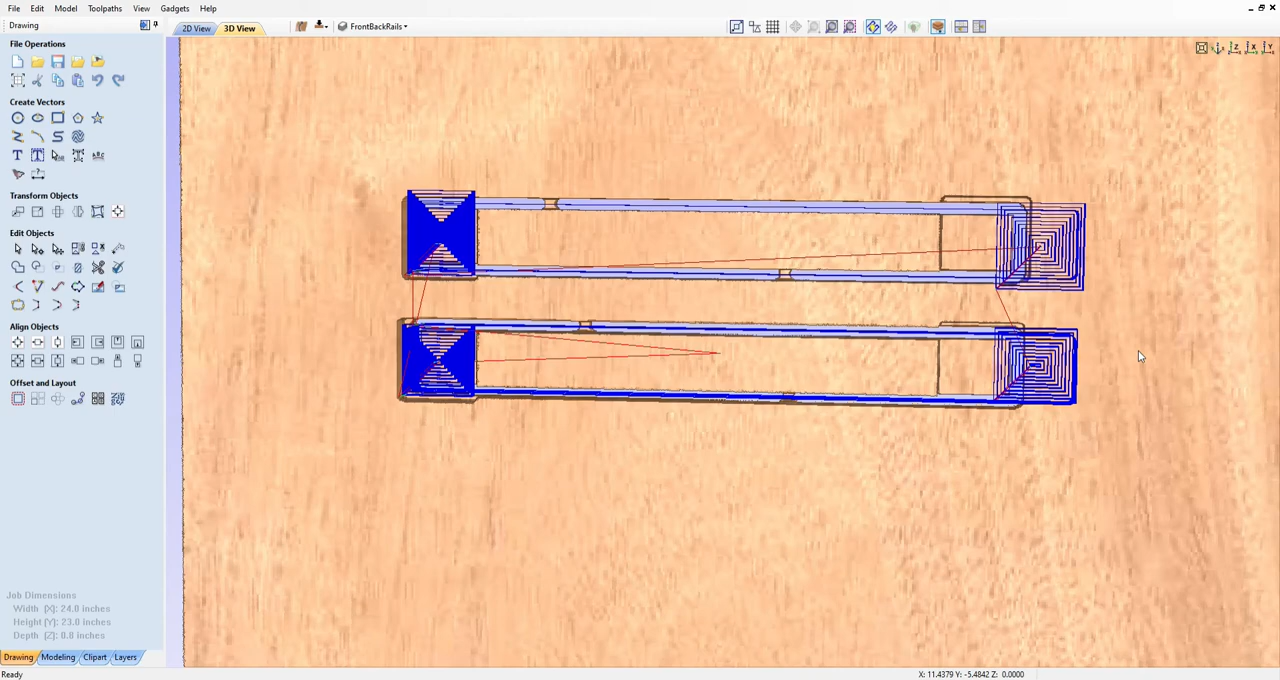 File Edit Model Toolpaths View Gadgets Help
Drawing
2D View 3D View FrontBackRails
File Operations
Create Vectors
Transform Objects
Edit Objects
Align Objects
Offset and Layout
Job Dimensions
Width (X): 24.0 inches
Height (Y): 23.0 inches
Depth (Z): 0.8 inches
Drawing Modeling Clipart Layers
Ready
X: 11.4379 Y: -5.4842 Z: 0.0000